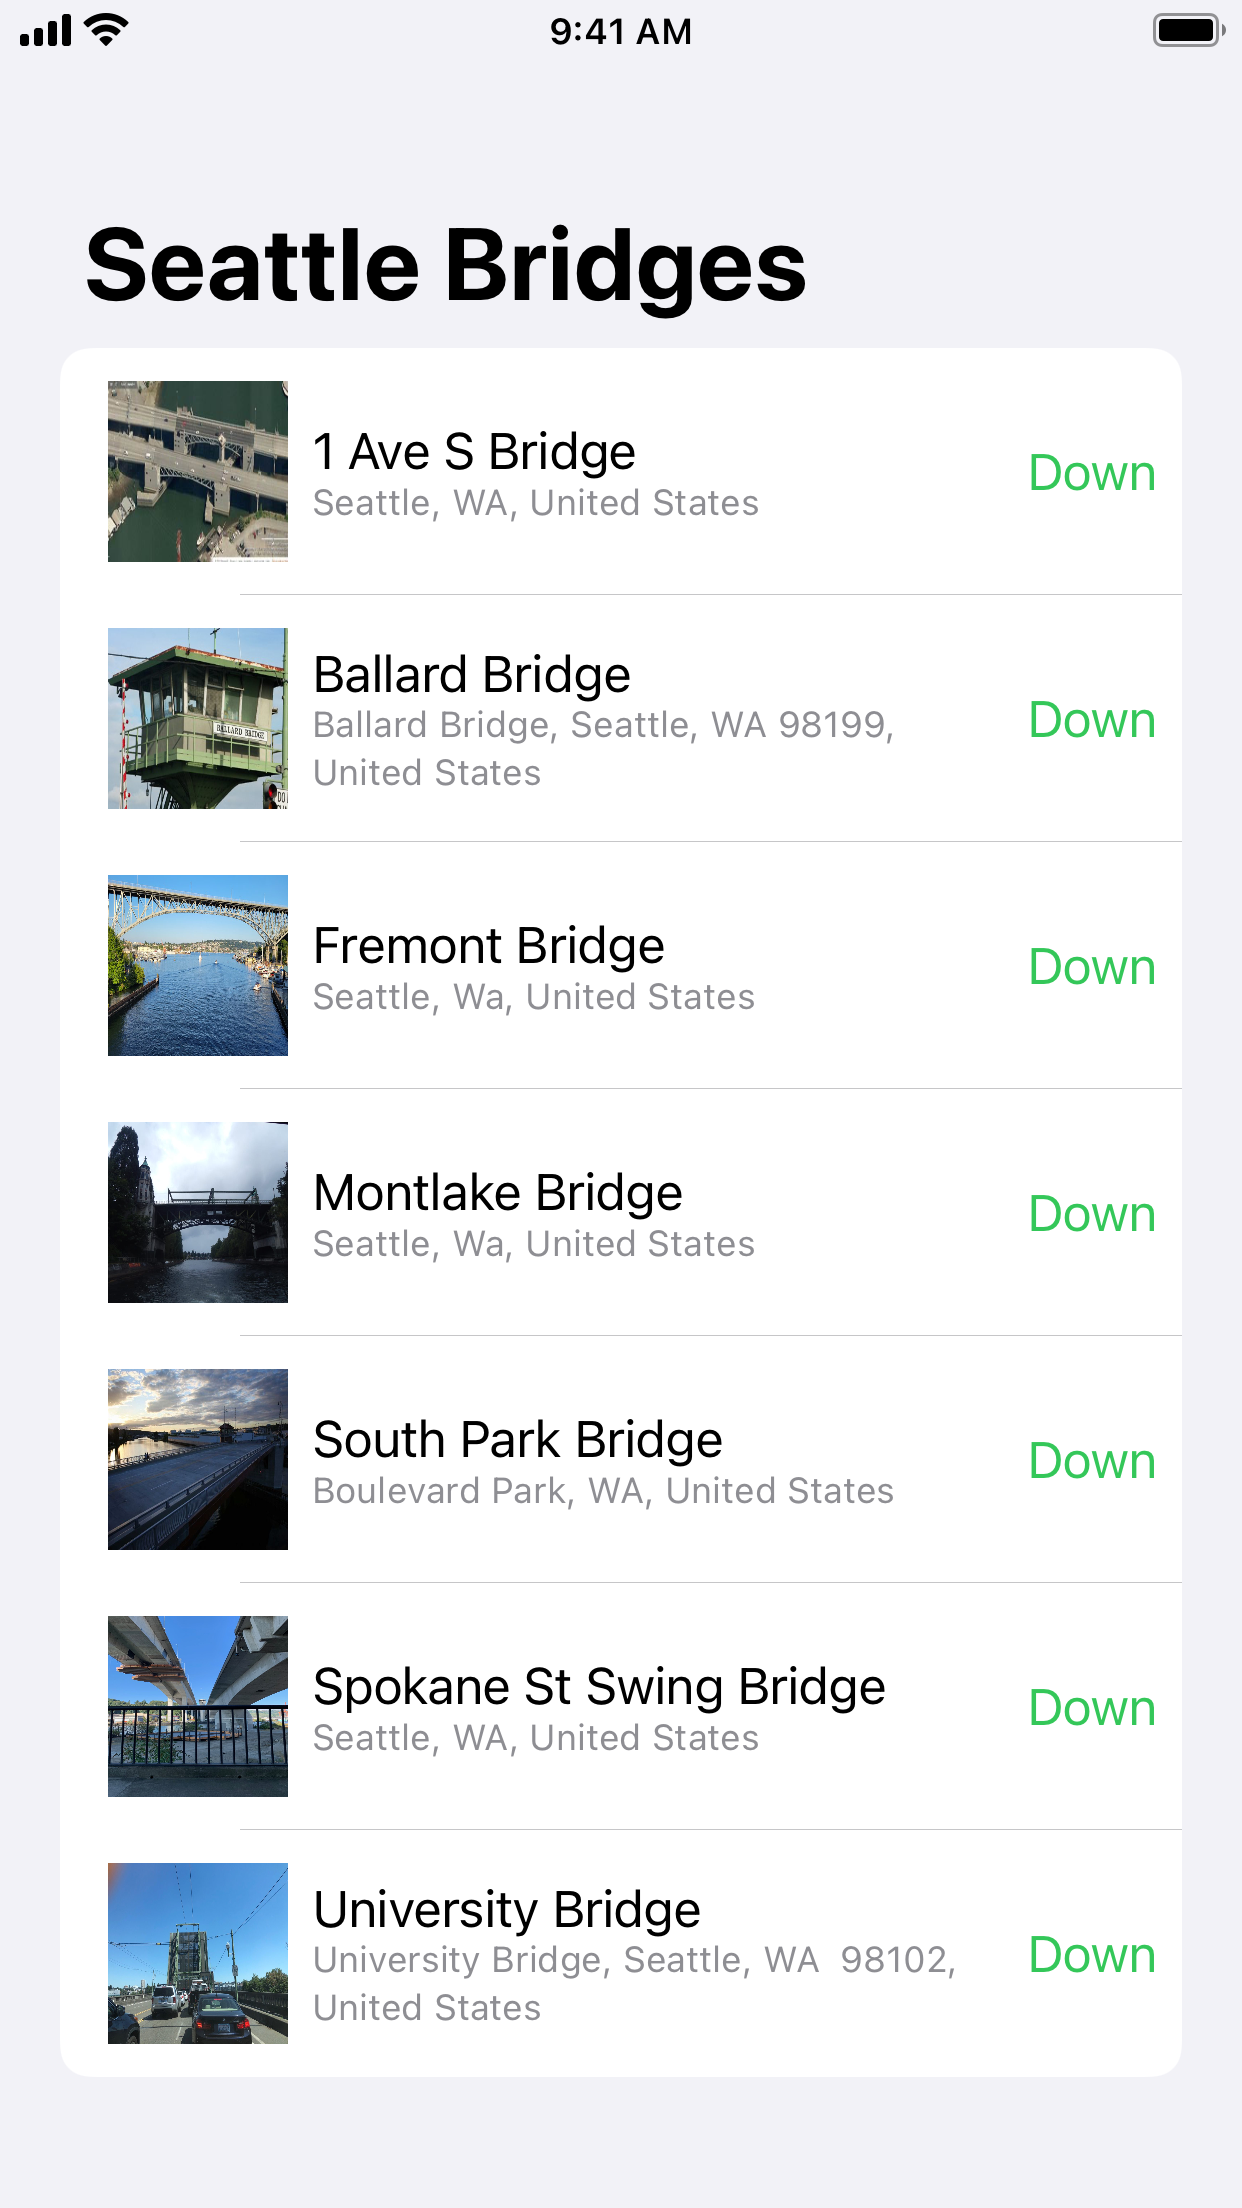 9:41 AM
Seattle Bridges
1 Ave S Bridge
Seattle, WA, United States
Down
BALLARD BRIDGE
Ballard Bridge
Ballard Bridge, Seattle, WA 98199,
United States
Down
Fremont Bridge
Seattle, Wa, United States
Down
Montlake Bridge
Seattle, Wa, United States
Down
South Park Bridge
Boulevard Park, WA, United States
Down
Spokane St Swing Bridge
Seattle, WA, United States
Down
University Bridge
University Bridge, Seattle, WA  98102,
United States
Down